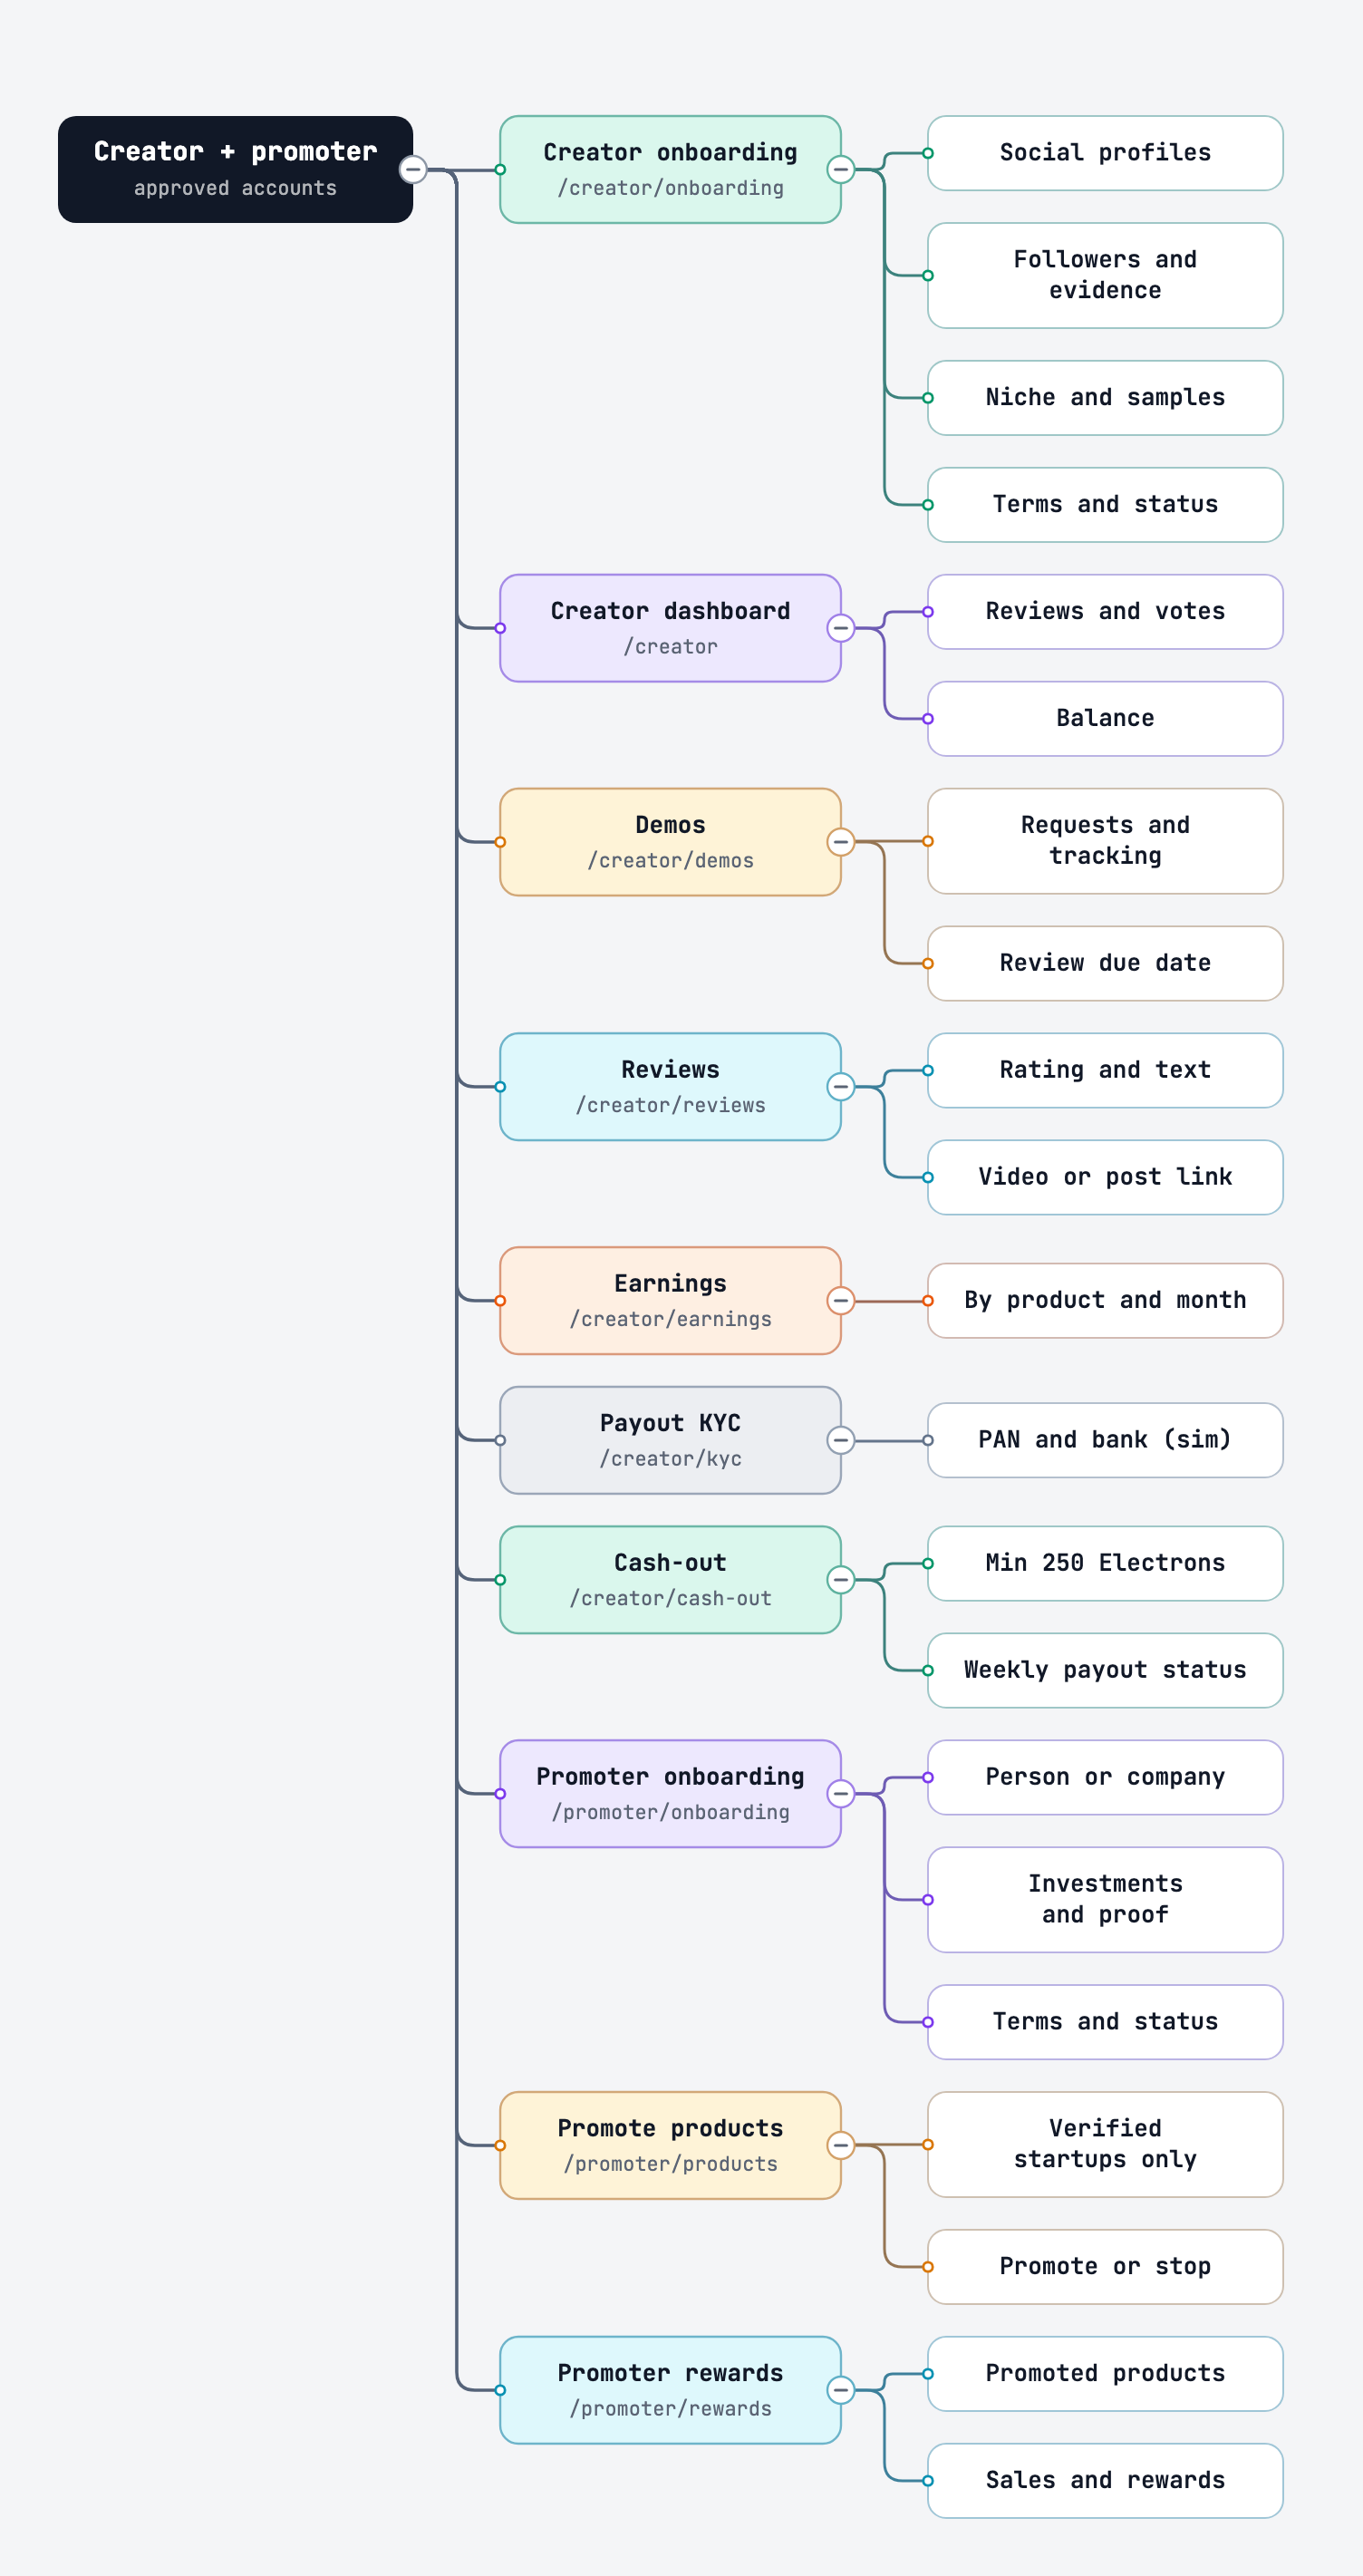 Creator + promoter
approved accounts
Creator onboarding
/creator/onboarding
Social profiles
Followers and
evidence
Niche and samples
Terms and status
Creator dashboard
/creator
Reviews and votes
Balance
Demos
/creator/demos
Requests and
tracking
Review due date
Reviews
/creator/reviews
Rating and text
Video or post link
Earnings
/creator/earnings
By product and month
Payout KYC
/creator/kyc
PAN and bank (sim)
Cash-out
/creator/cash-out
Min 250 Electrons
Weekly payout status
Promoter onboarding
/promoter/onboarding
Person or company
Investments
and proof
Terms and status
Promote products
/promoter/products
Verified
startups only
Promote or stop
Promoter rewards
/promoter/rewards
Promoted products
Sales and rewards